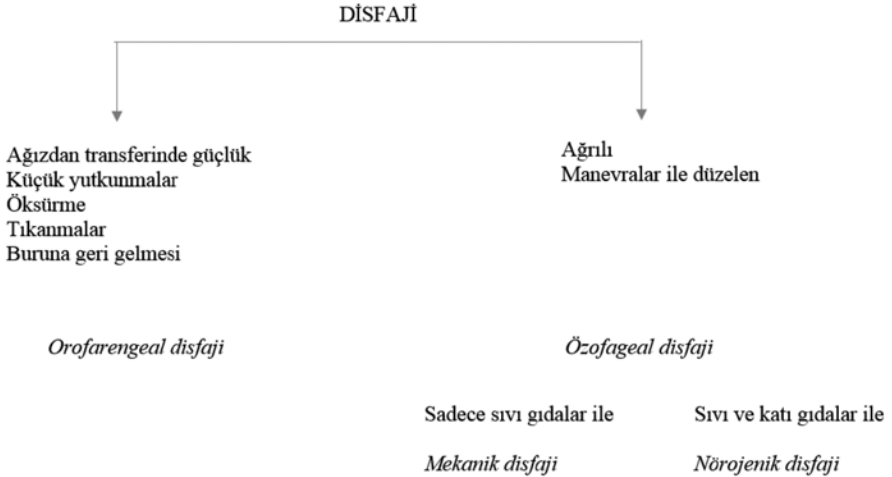 DİSFAJİ
Ağızdan transferinde güçlük
Küçük yutkunmalar
Öksürme
Tıkanmalar
Buruna geri gelmesi
Ağrılı
Manevralar ile düzelen
Orofarengeal disfaji
Özofageal disfaji
Sadece sıvı gıdalar ile
Sıvı ve katı gıdalar ile
Mekanik disfaji
Nörojenik disfaji